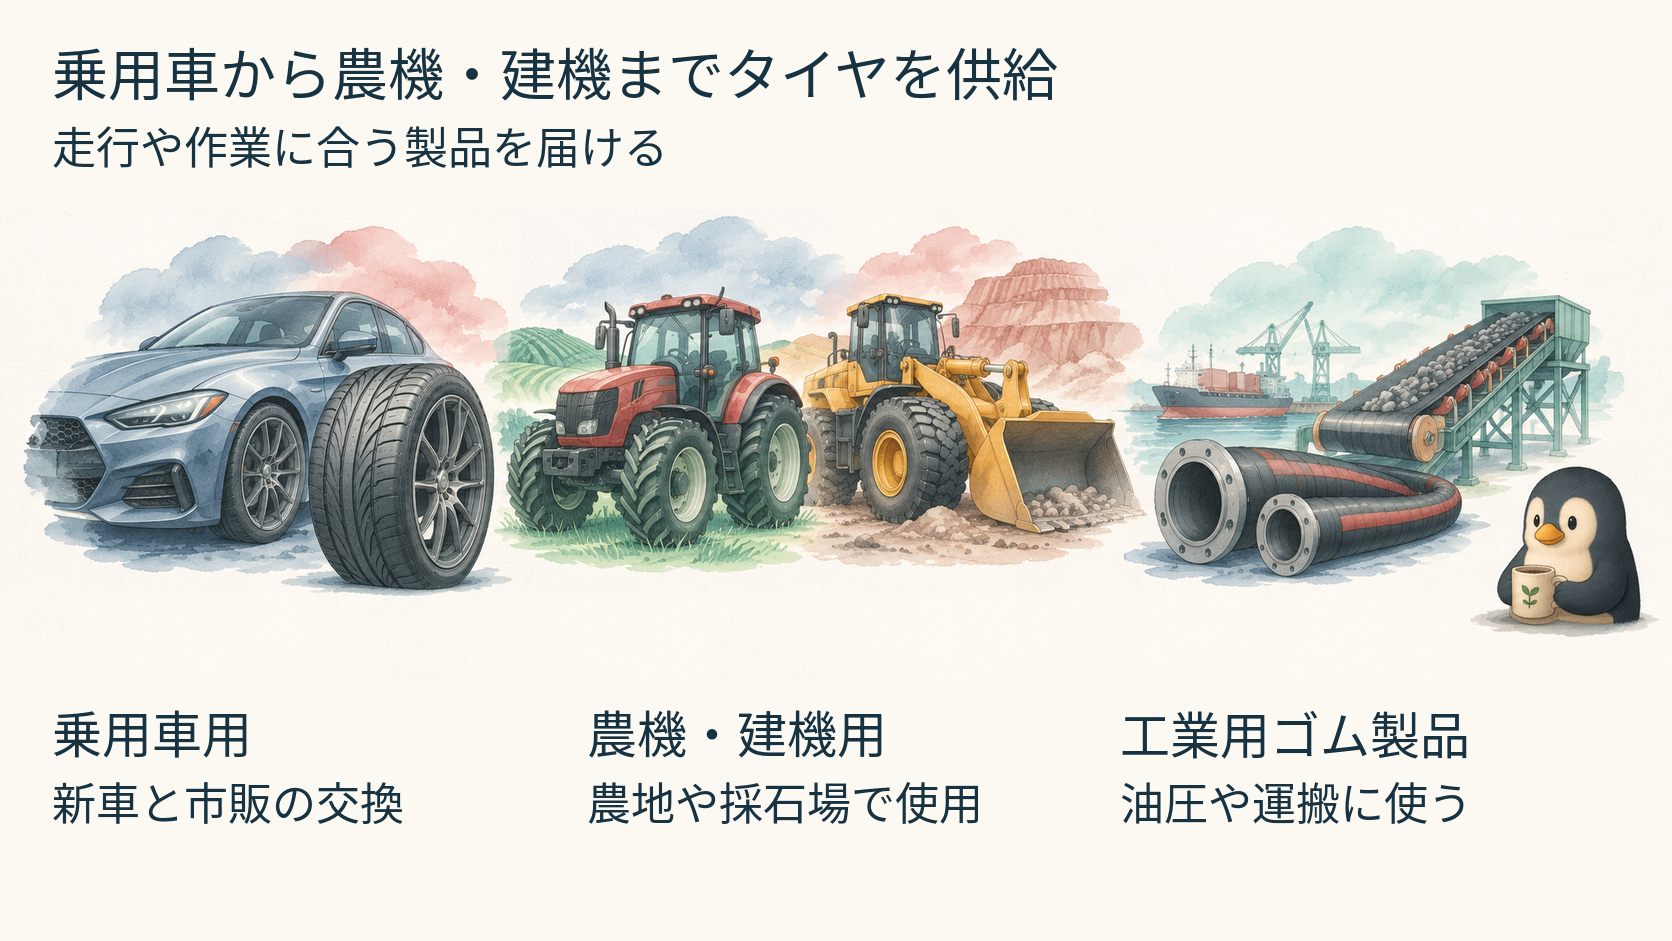 乗用車から農機・建機までタイヤを供給
走行や作業に合う製品を届ける
乗用車用
新車と市販の交換
農機・建機用
農地や採石場で使用
工業用ゴム製品
油圧や運搬に使う